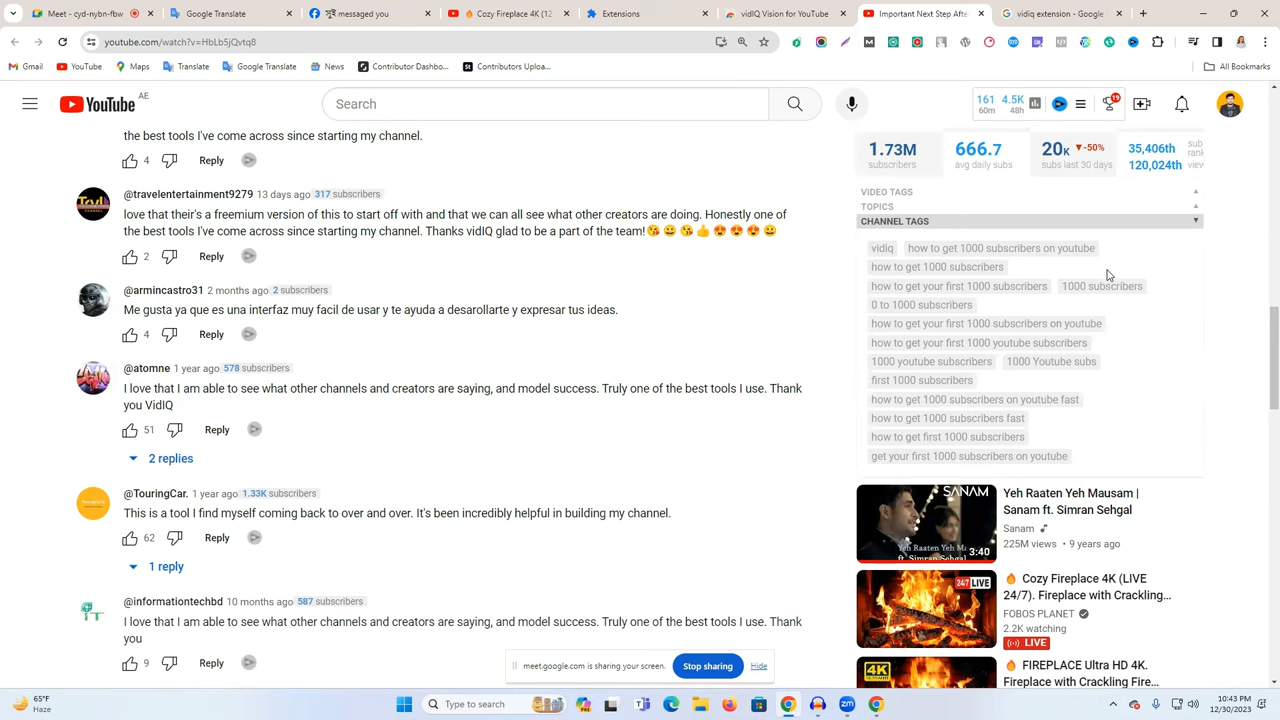 Meet - cyd-nybn-fbw
Google Translate
messaged you
Cozy Fireplace 4K (12
Extensions
vidIQ Vision for YouTube
Important Next Step Afte
vidiq extension - Google
youtube.com/watch?v=HbLb5jQvtq8
Gmail
YouTube
Maps
Translate
Google Translate
News
Contributor Dashbo...
Contributors Uploa...
All Bookmarks
YouTube AE
Search
161 60m
4.5K 48h
19
the best tools I've come across since starting my channel.
4 Reply
@travelentertainment9279 13 days ago 317 subscribers
love that their's a freemium version of this to start off with and that we can all see what other creators are doing. Honestly one of
the best tools I've come across since starting my channel. Thanks vidIQ glad to be a part of the team!😘 😀 😘 👍 😍 😍 😍 😀
2 Reply
@armincastro31 2 months ago 2 subscribers
Me gusta ya que es una interfaz muy facil de usar y te ayuda a desarollarte y expresar tus ideas.
4 Reply
@atomne 1 year ago 578 subscribers
I love that I am able to see what other channels and creators are saying, and model success. Truly one of the best tools I use. Thank
you VidIQ
51 Reply
2 replies
@TouringCar. 1 year ago 1.33K subscribers
This is a tool I find myself coming back to over and over. It's been incredibly helpful in building my channel.
62 Reply
1 reply
@informationtechbd 10 months ago 587 subscribers
I love that I am able to see what other channels and creators are saying, and model success. Truly one of the best tools I use. Thank
you
9 Reply
1.73M subscribers
666.7 avg daily subs
20K ▼-50% subs last 30 days
35,406th sub rank
120,024th view
VIDEO TAGS
TOPICS
CHANNEL TAGS
vidiq how to get 1000 subscribers on youtube
how to get 1000 subscribers
how to get your first 1000 subscribers 1000 subscribers
0 to 1000 subscribers
how to get your first 1000 subscribers on youtube
how to get your first 1000 youtube subscribers
1000 youtube subscribers 1000 Youtube subs
first 1000 subscribers
how to get 1000 subscribers on youtube fast
how to get 1000 subscribers fast
how to get first 1000 subscribers
get your first 1000 subscribers on youtube
SANAM
3:40
Yeh Raaten Yeh Mausam |
Sanam ft. Simran Sehgal
Sanam
225M views • 9 years ago
24/7 LIVE
🔥 Cozy Fireplace 4K (LIVE
24/7). Fireplace with Crackling...
FOBOS PLANET
2.2K watching
LIVE
4K
🔥 FIREPLACE Ultra HD 4K.
Fireplace with Crackling Fire...
meet.google.com is sharing your screen.
Stop sharing
Hide
65°F
Haze
Type here to search
10:43 PM
12/30/2023